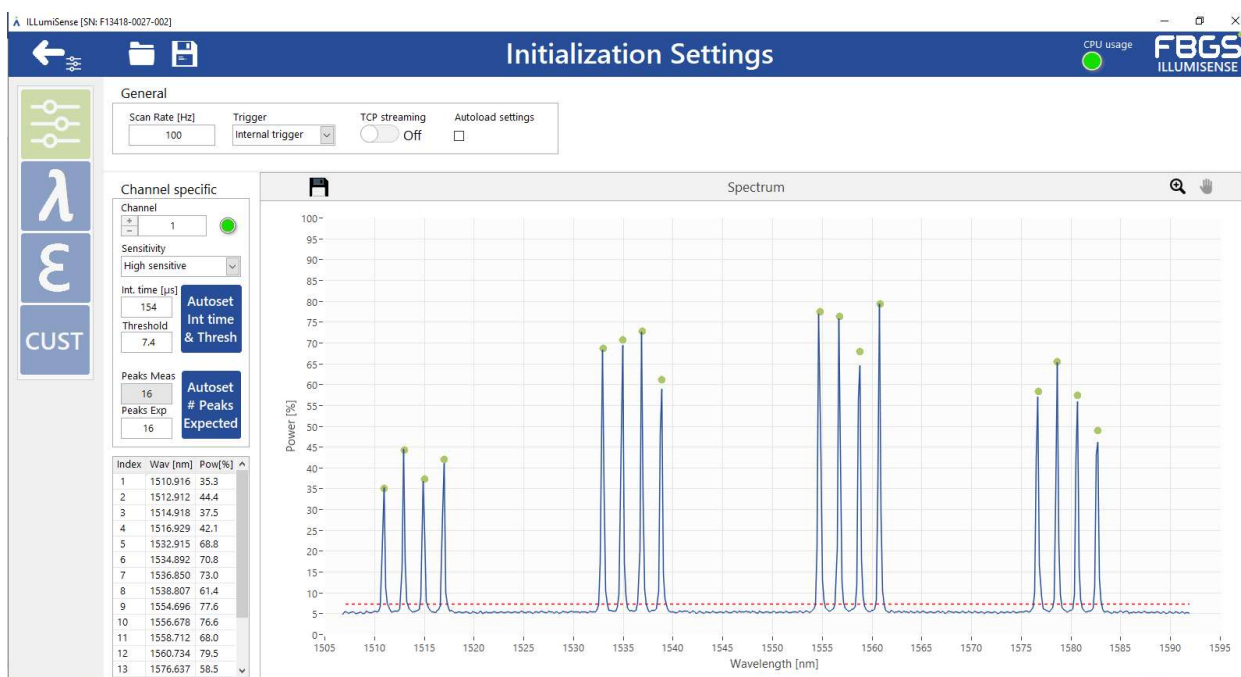 ILLumiSense [SN: F13418-0027-002]
Initialization Settings
CPU usage
FBGS
ILLUMISENSE
General
Scan Rate [Hz] Trigger TCP streaming Autoload settings
100 Internal trigger Off
λ
ε
CUST
Channel specific
Channel
1
Sensitivity
High sensitive
Int. time [µs]
154
Threshold
7.4
Autoset
Int time
& Thresh
Peaks Meas
16
Peaks Exp
16
Autoset
# Peaks
Expected
Index Wav [nm] Pow[%]
1 1510.916 35.3
2 1512.912 44.4
3 1514.918 37.5
4 1516.929 42.1
5 1532.915 68.8
6 1534.892 70.8
7 1536.850 73.0
8 1538.807 61.4
9 1554.696 77.6
10 1556.678 76.6
11 1558.712 68.0
12 1560.734 79.5
13 1576.637 58.5
Spectrum
Power [%]
100
95
90
85
80
75
70
65
60
55
50
45
40
35
30
25
20
15
10
5
0
1505 1510 1515 1520 1525 1530 1535 1540 1545 1550 1555 1560 1565 1570 1575 1580 1585 1590 1595
Wavelength [nm]